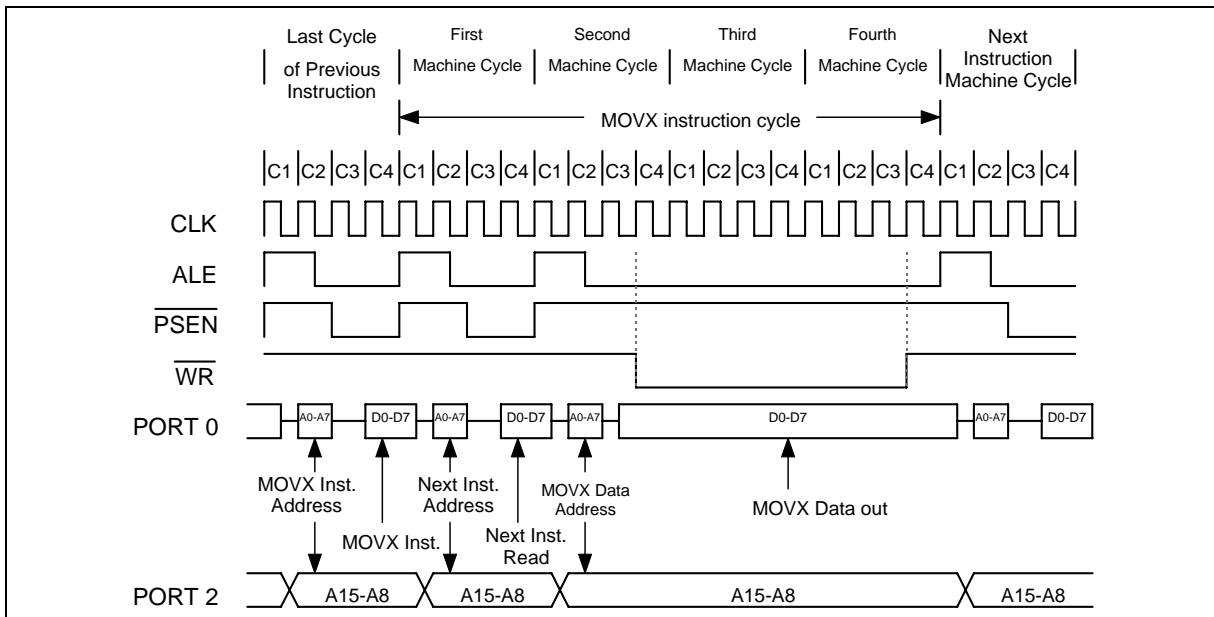 Last Cycle
of Previous
Instruction
First
Machine Cycle
Second
Machine Cycle
Third
Machine Cycle
Fourth
Machine Cycle
Next
Instruction
Machine Cycle
MOVX instruction cycle
C1 C2 C3 C4 C1 C2 C3 C4 C1 C2 C3 C4 C1 C2 C3 C4 C1 C2 C3 C4 C1 C2 C3 C4
CLK
ALE
PSEN
WR
PORT 0
A0-A7 D0-D7 A0-A7 D0-D7 A0-A7 D0-D7 A0-A7 D0-D7
MOVX Inst.
Address
MOVX Inst.
Next Inst.
Address
Next Inst.
Read
MOVX Data
Address
MOVX Data out
PORT 2
A15-A8 A15-A8 A15-A8 A15-A8